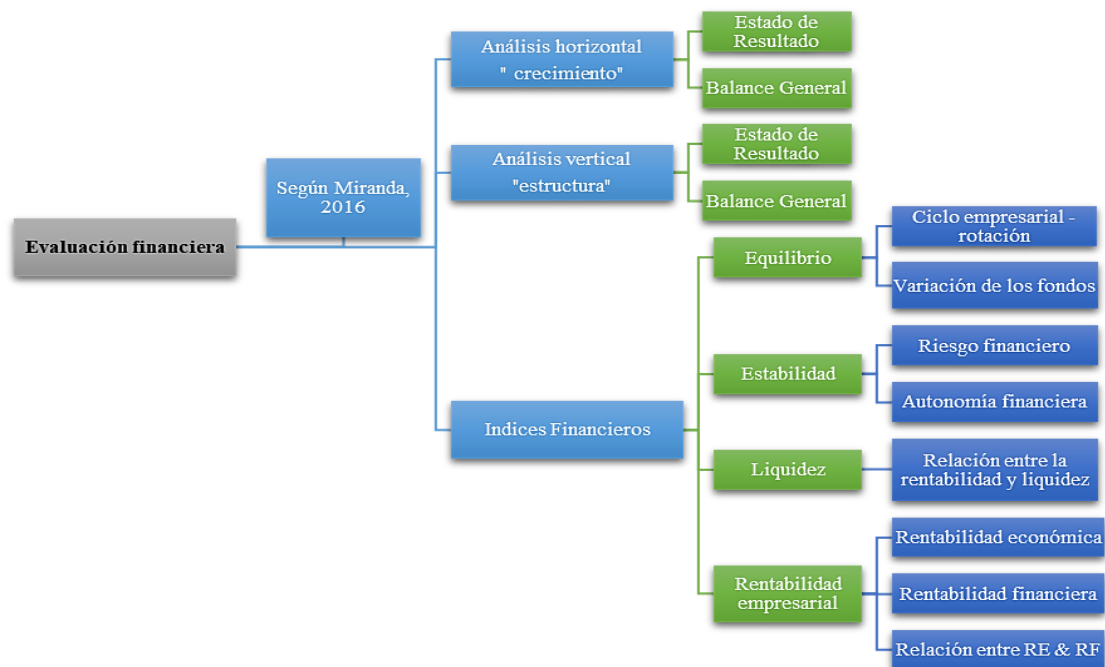 Evaluación financiera
Según Miranda,
2016
Análisis horizontal
" crecimiento"
Estado de
Resultado
Balance General
Análisis vertical
"estructura"
Estado de
Resultado
Balance General
Indices Financieros
Equilibrio
Ciclo empresarial -
rotación
Variación de los fondos
Estabilidad
Riesgo financiero
Autonomía financiera
Liquidez
Relación entre la
rentabilidad y liquidez
Rentabilidad
empresarial
Rentabilidad económica
Rentabilidad financiera
Relación entre RE & RF